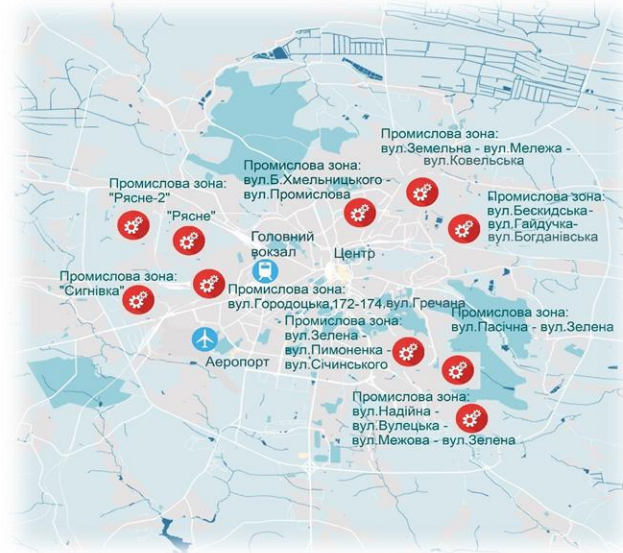 Промислова зона:
вул.Земельна - вул.Мележа -
вул.Ковельська
Промислова зона:
вул.Б.Хмельницького -
вул.Промислова
Промислова зона:
"Рясне-2"
"Рясне"
Промислова зона:
вул.Бескидська-
вул.Гайдучка-
вул.Богданівська
Головний
вокзал
Центр
Промислова зона:
"Сигнівка"
Промислова зона:
вул.Городоцька,172-174,вул.Гречана
Промислова зона:
вул.Пасічна - вул.Зелена
Промислова зона:
вул.Зелена -
вул.Пимоненка -
вул.Січинського
Аеропорт
Промислова зона:
вул.Надійна -
вул.Вулецька -
вул.Межова - вул.Зелена